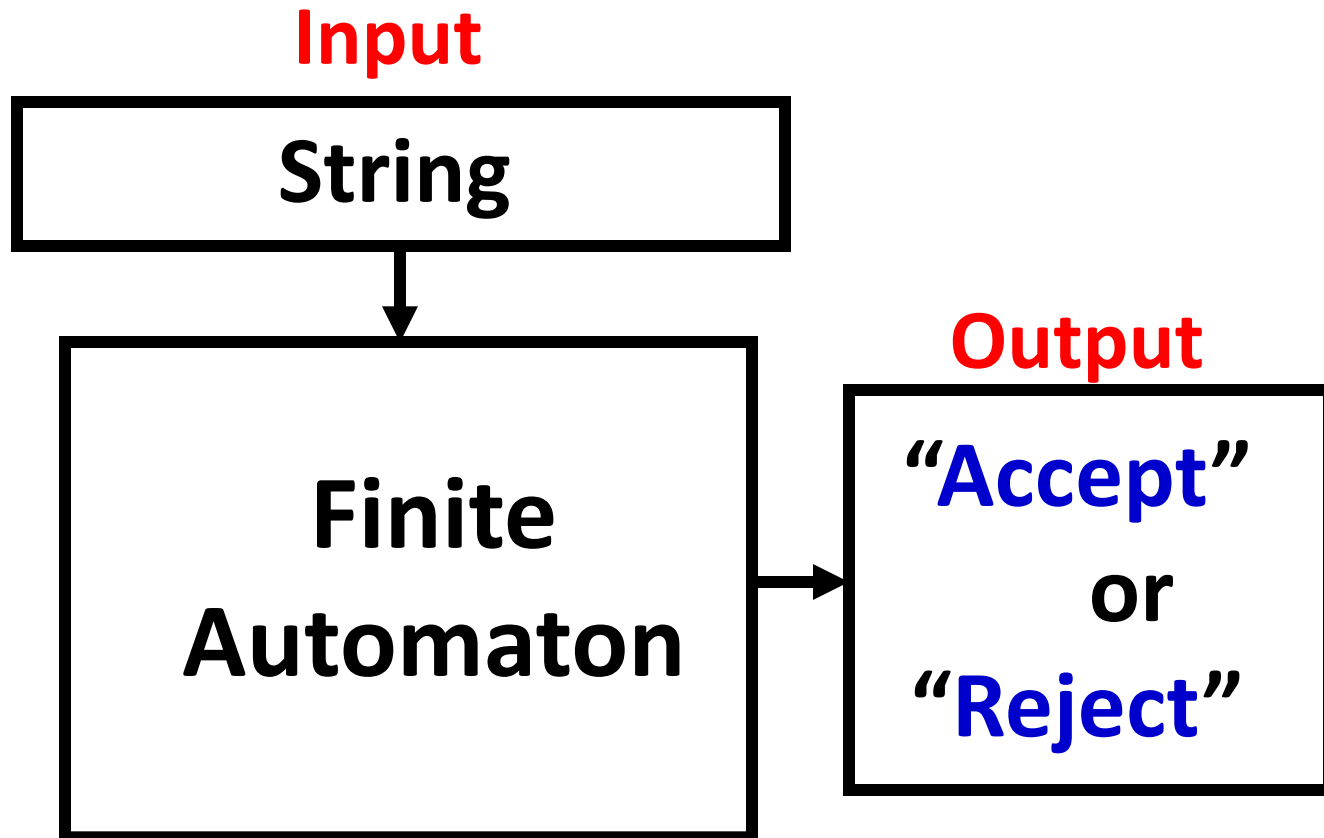 Input
String
Finite
Automaton
Output
“Accept”
or
“Reject”